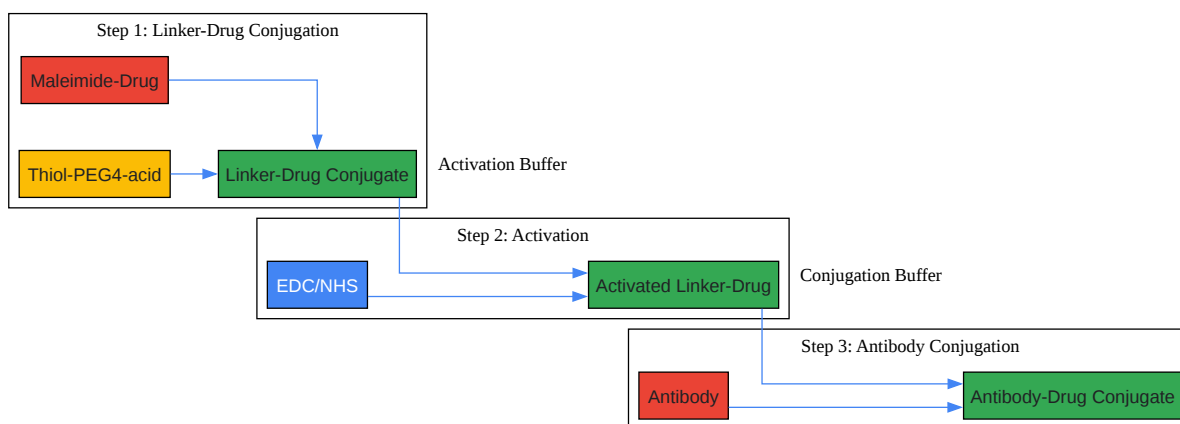 Step 1: Linker-Drug Conjugation
Maleimide-Drug
Thiol-PEG4-acid
Linker-Drug Conjugate
Activation Buffer
Step 2: Activation
EDC/NHS
Activated Linker-Drug
Conjugation Buffer
Step 3: Antibody Conjugation
Antibody
Antibody-Drug Conjugate